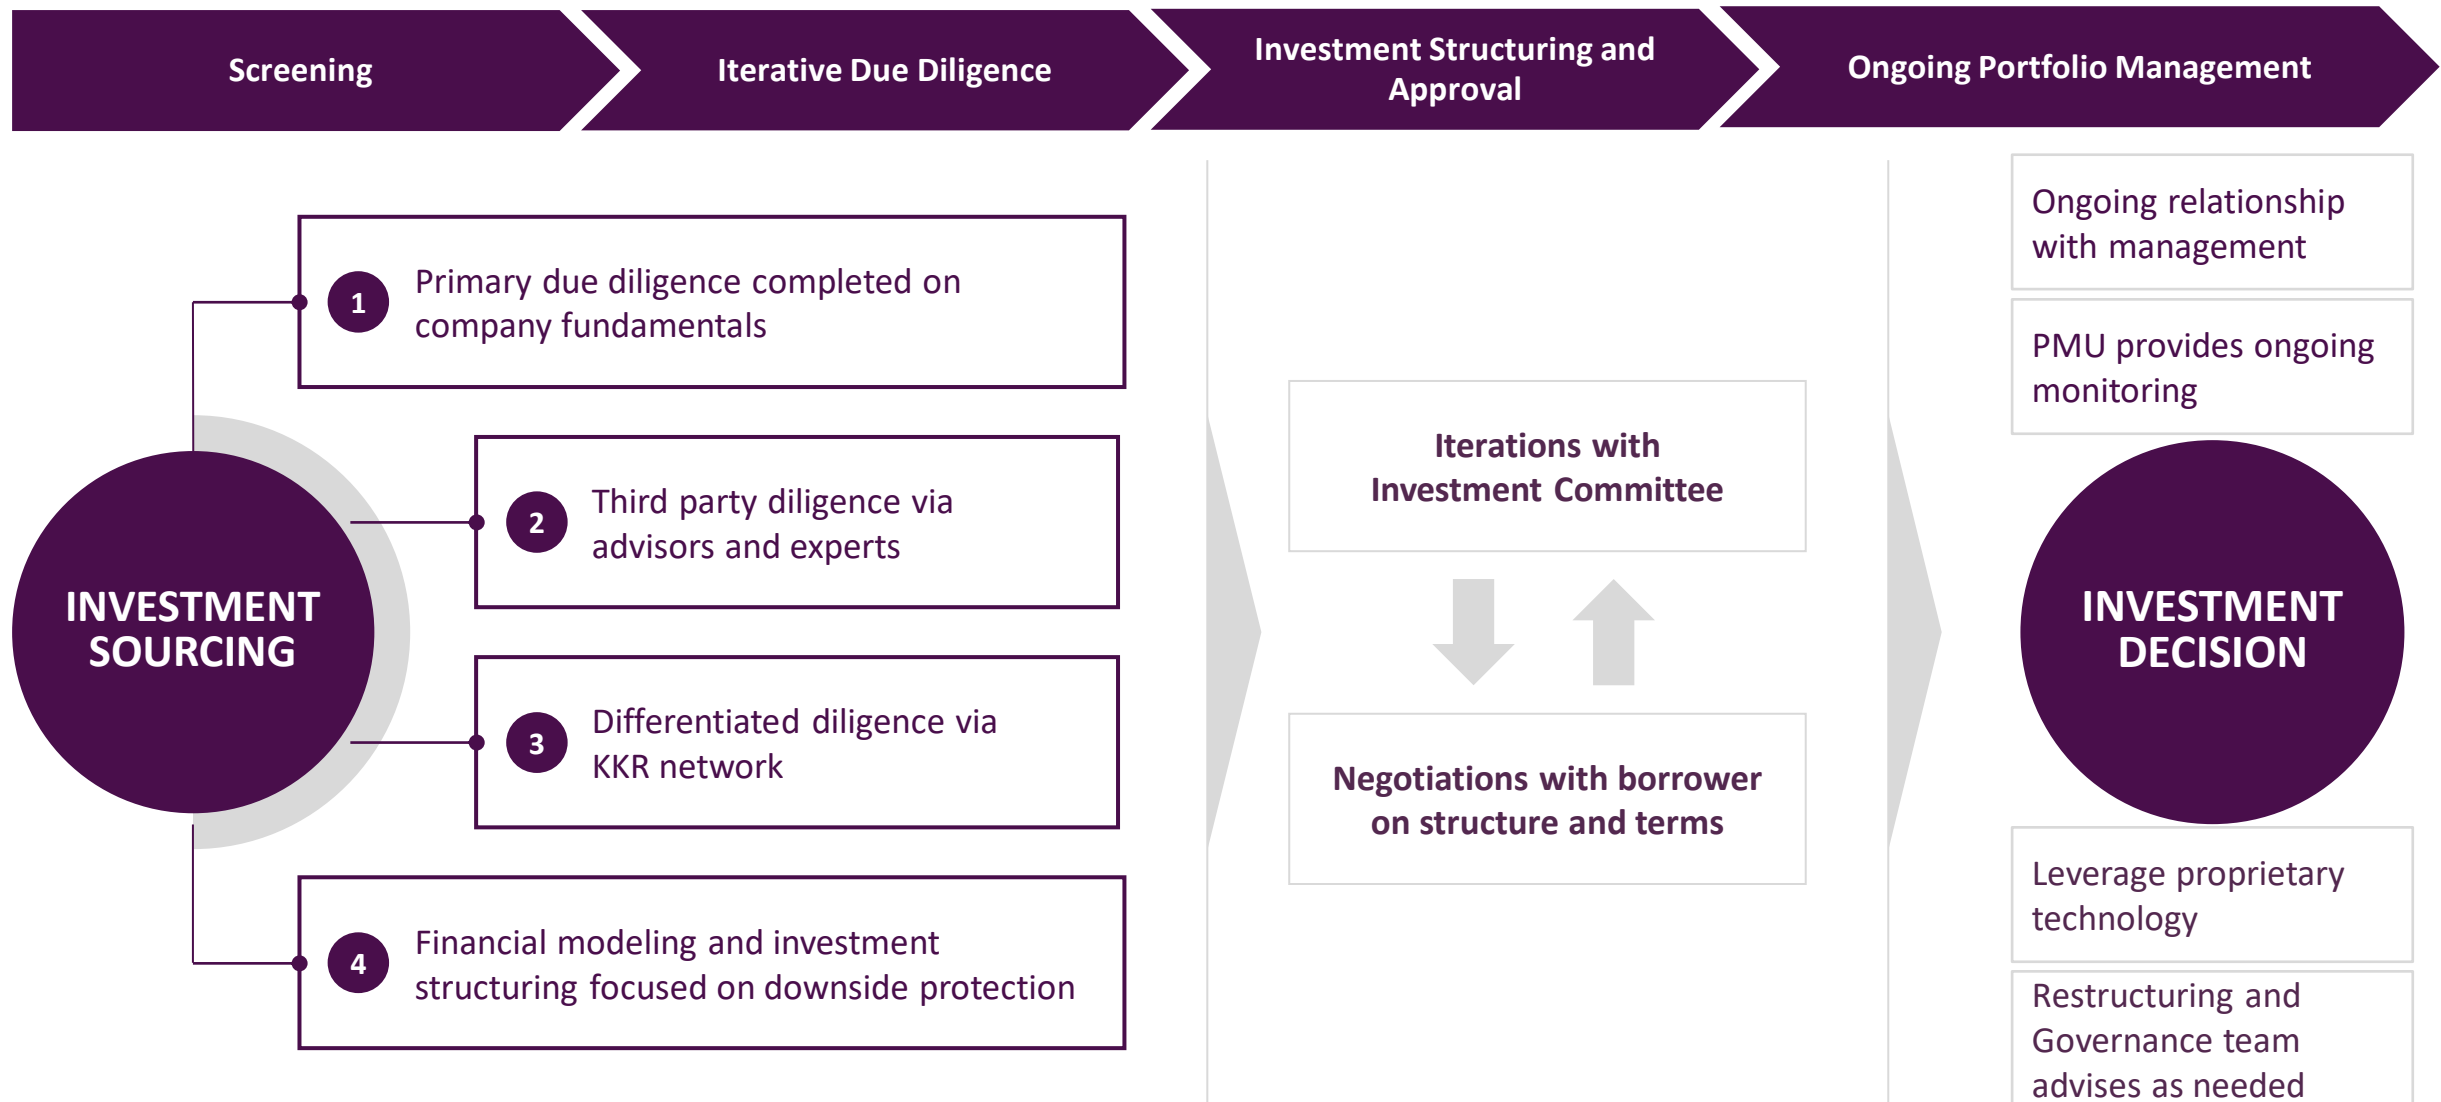 Screening
Iterative Due Diligence
Investment Structuring and
Approval
Ongoing Portfolio Management
INVESTMENT
SOURCING
1
Primary due diligence completed on
company fundamentals
2
Third party diligence via
advisors and experts
3
Differentiated diligence via
KKR network
4
Financial modeling and investment
structuring focused on downside protection
Iterations with
Investment Committee
Negotiations with borrower
on structure and terms
Ongoing relationship
with management
PMU provides ongoing
monitoring
INVESTMENT
DECISION
Leverage proprietary
technology
Restructuring and
Governance team
advises as needed